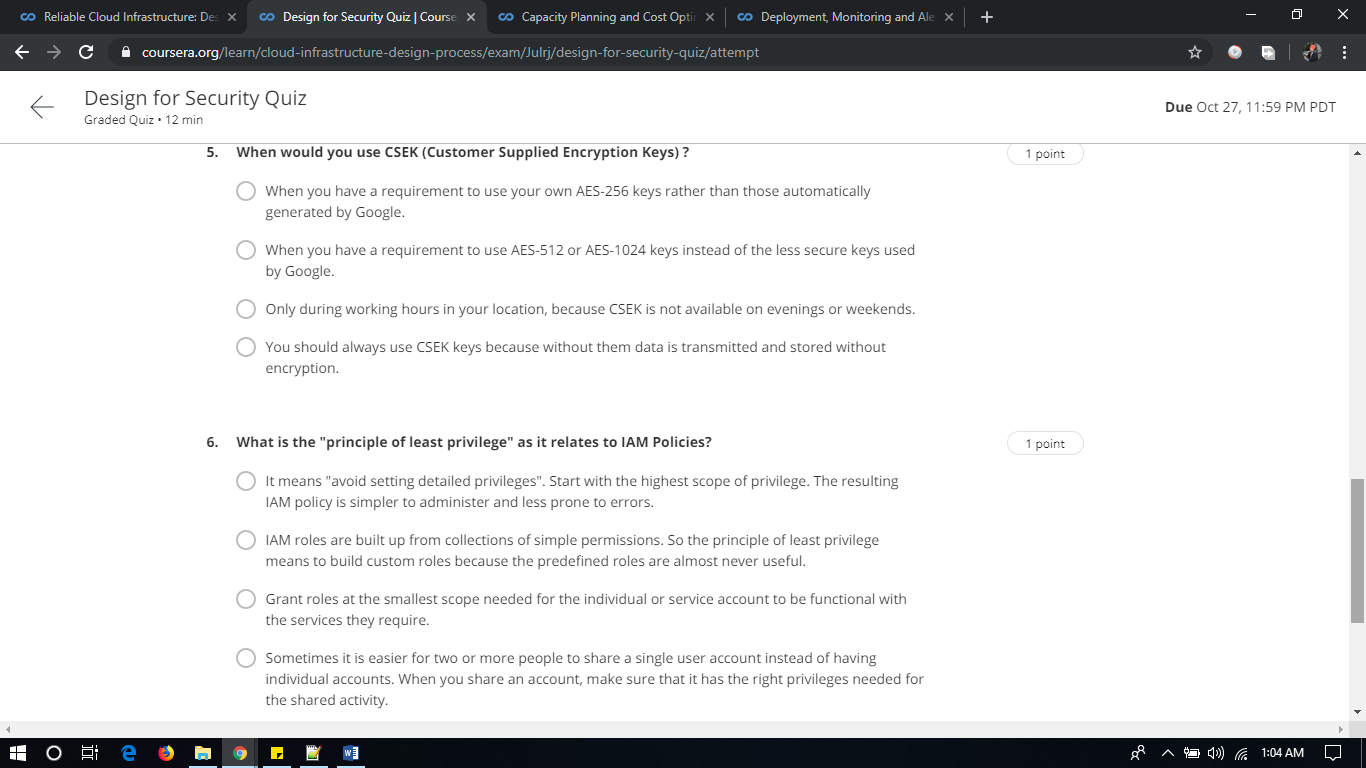 Reliable Cloud Infrastructure: Des
Design for Security Quiz | Course
Capacity Planning and Cost Opti
Deployment, Monitoring and Ale
coursera.org/learn/cloud-infrastructure-design-process/exam/Julrj/design-for-security-quiz/attempt
Design for Security Quiz
Graded Quiz • 12 min
Due Oct 27, 11:59 PM PDT
5. When would you use CSEK (Customer Supplied Encryption Keys) ?
1 point
When you have a requirement to use your own AES-256 keys rather than those automatically
generated by Google.
When you have a requirement to use AES-512 or AES-1024 keys instead of the less secure keys used
by Google.
Only during working hours in your location, because CSEK is not available on evenings or weekends.
You should always use CSEK keys because without them data is transmitted and stored without
encryption.
6. What is the "principle of least privilege" as it relates to IAM Policies?
1 point
It means "avoid setting detailed privileges". Start with the highest scope of privilege. The resulting
IAM policy is simpler to administer and less prone to errors.
IAM roles are built up from collections of simple permissions. So the principle of least privilege
means to build custom roles because the predefined roles are almost never useful.
Grant roles at the smallest scope needed for the individual or service account to be functional with
the services they require.
Sometimes it is easier for two or more people to share a single user account instead of having
individual accounts. When you share an account, make sure that it has the right privileges needed for
the shared activity.
1:04 AM